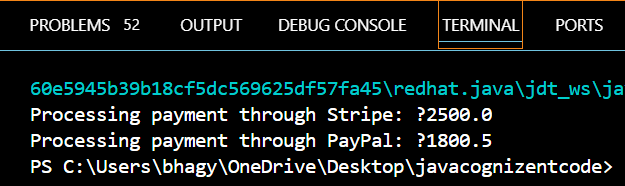 PROBLEMS 52 OUTPUT DEBUG CONSOLE TERMINAL PORTS
60e5945b39b18cf5dc569625df57fa45\redhat.java\jdt_ws\ja
Processing payment through Stripe: ?2500.0
Processing payment through PayPal: ?1800.5
PS C:\Users\bhagy\OneDrive\Desktop\javacognizentcode>